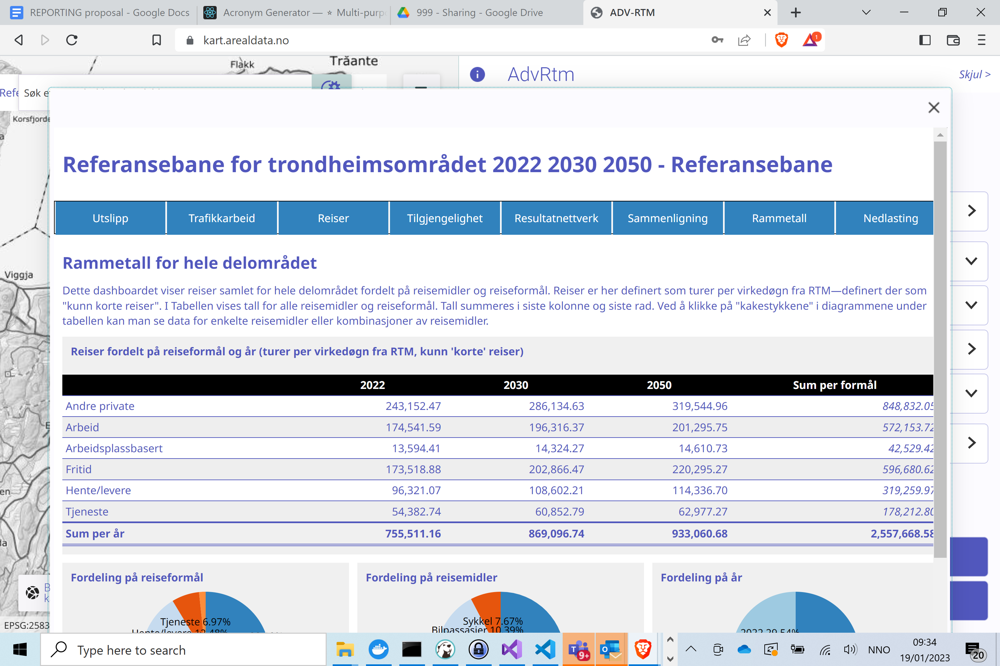 REPORTING proposal - Google Docs
Acronym Generator — ☆ Multi-purp
999 - Sharing - Google Drive
ADV-RTM
kart.arealdata.no
1
Flakk
Tråante
AdvRtm
Skjul >
Refe
Søk e
Korsfjorde
Viggja
Referansebane for trondheimsområdet 2022 2030 2050 - Referansebane
Utslipp Trafikkarbeid Reiser Tilgjengelighet Resultatnettverk Sammenligning Rammetall Nedlasting
Rammetall for hele delområdet
Dette dashboardet viser reiser samlet for hele delområdet fordelt på reisemidler og reiseformål. Reiser er her definert som turer per virkedøgn fra RTM—definert der som
"kunn korte reiser". I Tabellen vises tall for alle reisemidler og reiseformål. Tall summeres i siste kolonne og siste rad. Ved å klikke på "kakestykkene" i diagrammene under
tabellen kan man se data for enkelte reisemidler eller kombinasjoner av reisemidler.
Reiser fordelt på reiseformål og år (turer per virkedøgn fra RTM, kunn 'korte' reiser)
2022 2030 2050 Sum per formål
Andre private 243,152.47 286,134.63 319,544.96 848,832.05
Arbeid 174,541.59 196,316.37 201,295.75 572,153.72
Arbeidsplassbasert 13,594.41 14,324.27 14,610.73 42,529.42
Fritid 173,518.88 202,866.47 220,295.27 596,680.62
Hente/levere 96,321.07 108,602.21 114,336.70 319,259.97
Tjeneste 54,382.74 60,852.79 62,977.27 178,212.80
Sum per år 755,511.16 869,096.74 933,060.68 2,557,668.58
Fordeling på reiseformål
Fordeling på reisemidler
Fordeling på år
Tjeneste 6.97%
Hente/levere 12.48%
Sykkel 7.67%
Bilpassasjer 10.39%
2022 29.54%
EPSG:2583
Type here to search
9+
NNO
09:34
19/01/2023
20